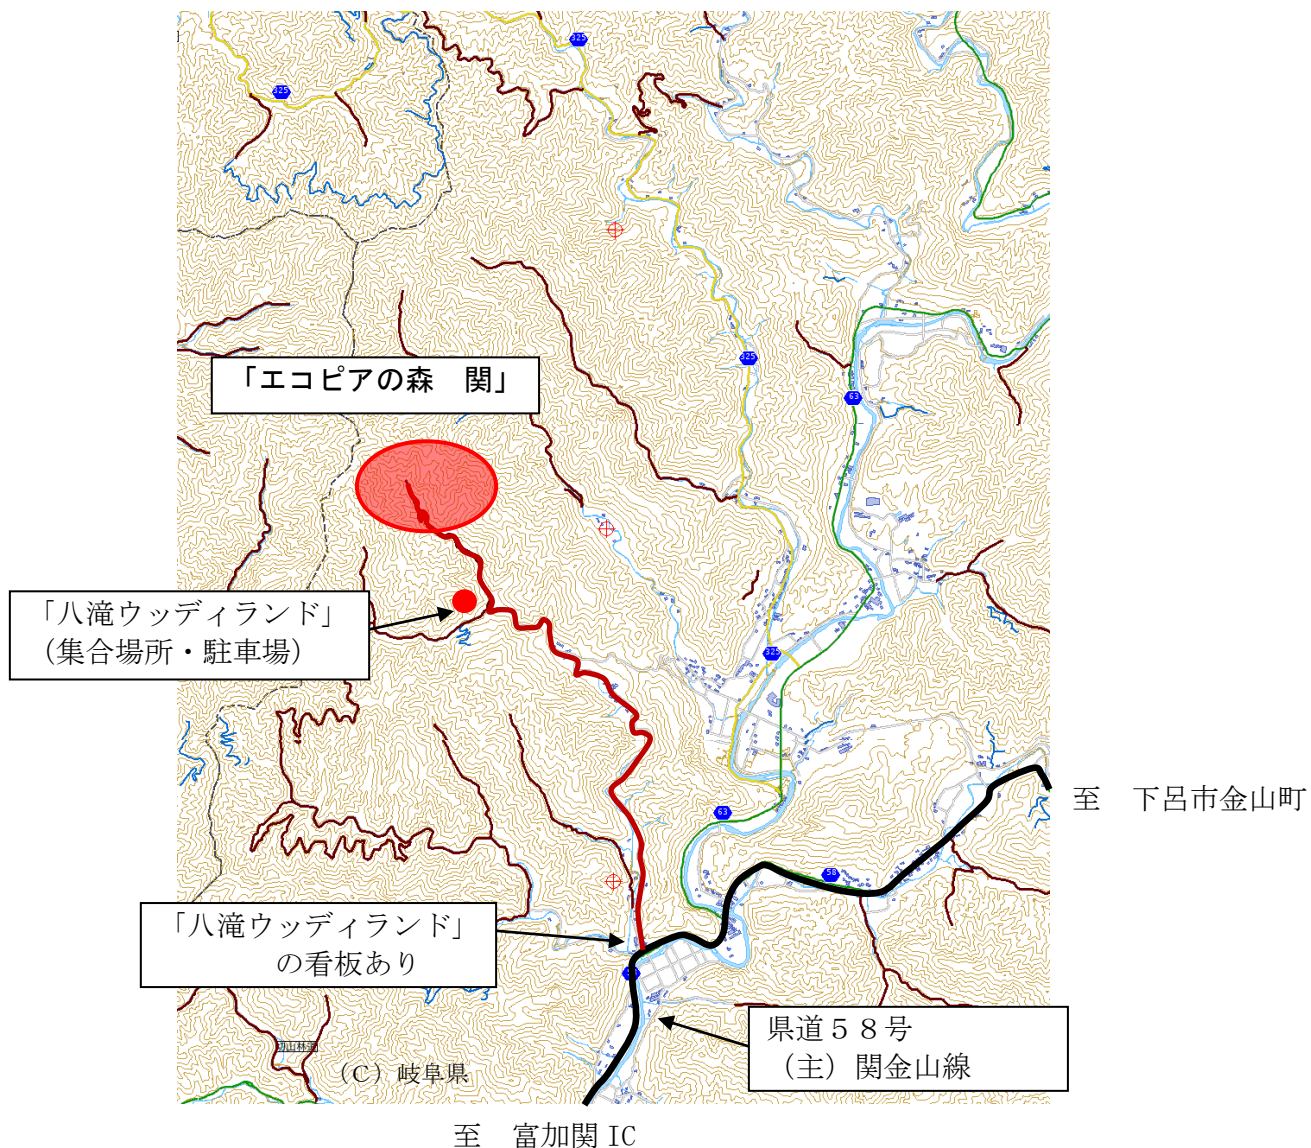 325
325
325
「エコピアの森　関」
63
「八滝ウッディランド」
(集合場所・駐車場)
325
至　下呂市金山町
63
58
「八滝ウッディランド」
の看板あり
県道５８号
(主) 関金山線
(C) 岐阜県
至　富加関 IC